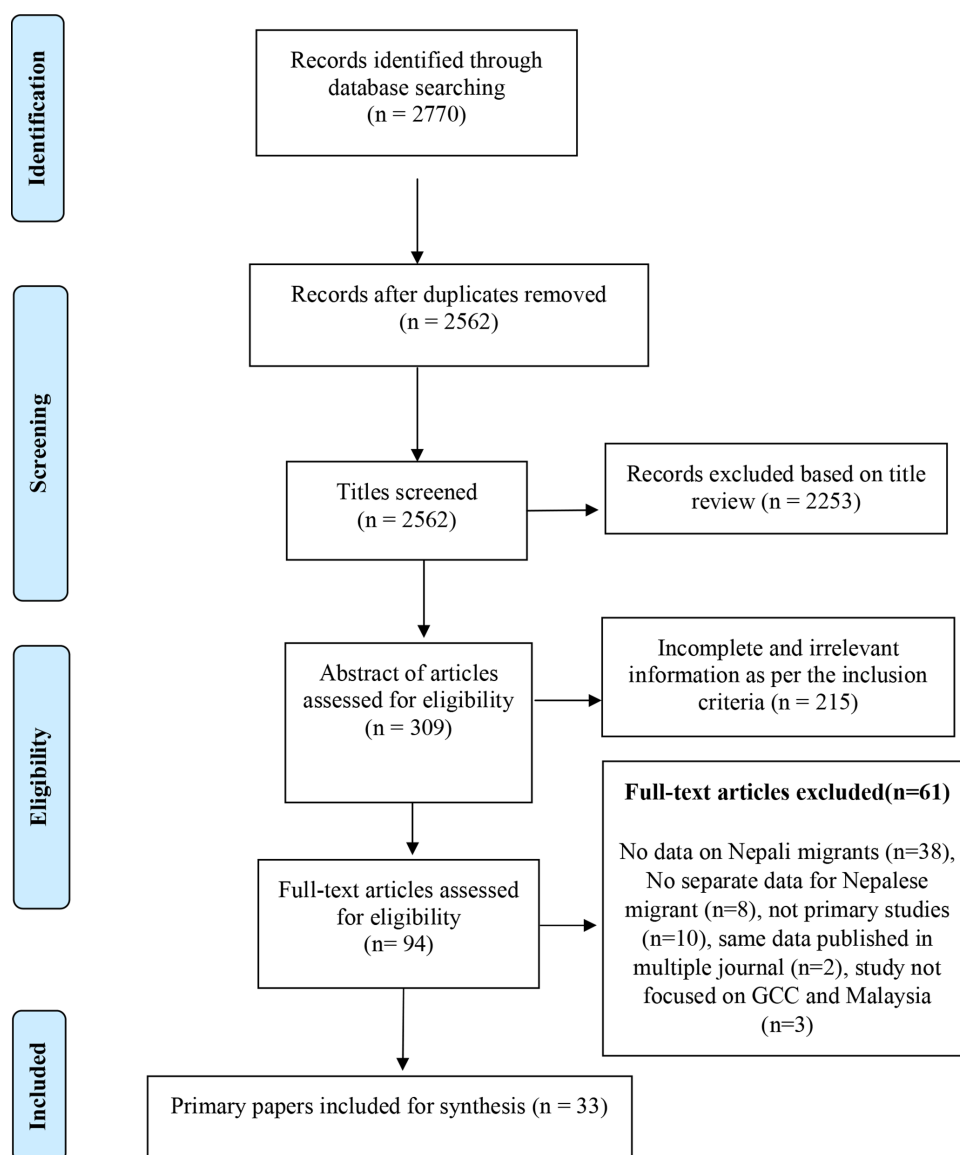 Identification
Records identified through
database searching
(n = 2770)
Records after duplicates removed
(n = 2562)
Screening
Titles screened
(n = 2562)
Records excluded based on title
review (n = 2253)
Eligibility
Abstract of articles
assessed for eligibility
(n = 309)
Incomplete and irrelevant
information as per the inclusion
criteria (n = 215)
Full-text articles assessed
for eligibility
(n= 94)
Full-text articles excluded(n=61)
No data on Nepali migrants (n=38),
No separate data for Nepalese
migrant (n=8), not primary studies
(n=10), same data published in
multiple journal (n=2), study not
focused on GCC and Malaysia
(n=3)
Included
Primary papers included for synthesis (n = 33)